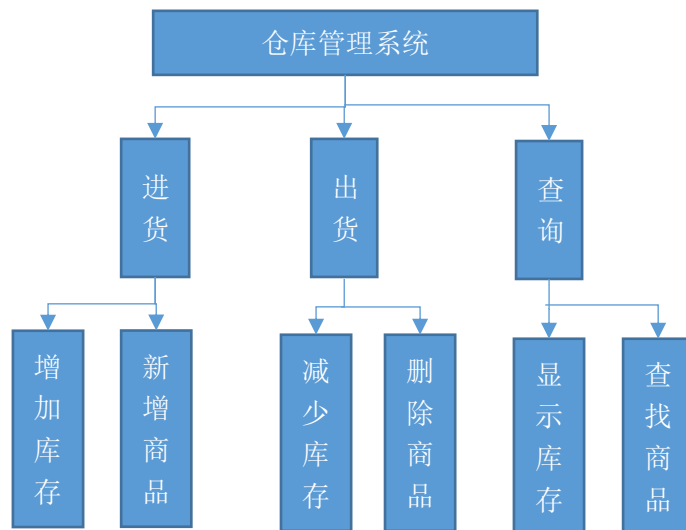 仓库管理系统
进货
出货
查询
增加库存
新增商品
减少库存
删除商品
显示库存
查找商品